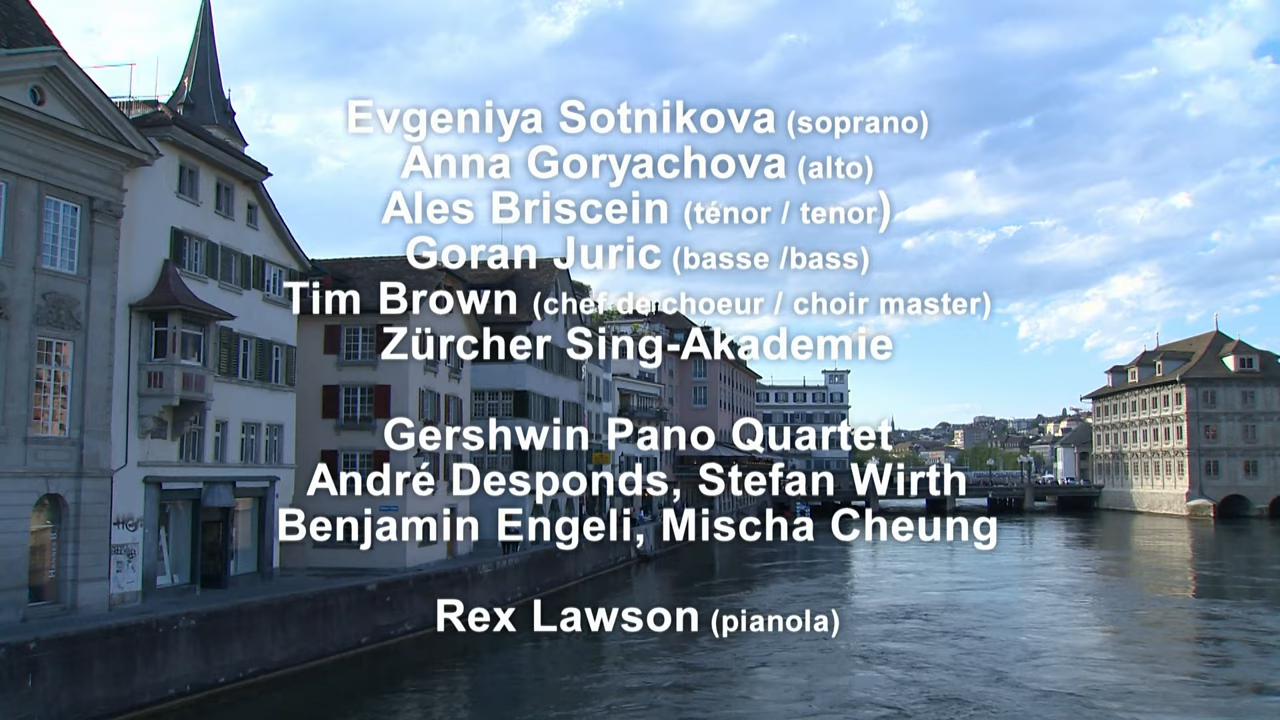 Evgeniya Sotnikova (soprano)
Anna Goryachova (alto)
Ales Briscein (ténor / tenor)
Goran Juric (basse /bass)
Tim Brown (chef de choeur / choir master)
Zürcher Sing-Akademie
Gershwin Pano Quartet
André Desponds, Stefan Wirth
Benjamin Engeli, Mischa Cheung
Rex Lawson (pianola)